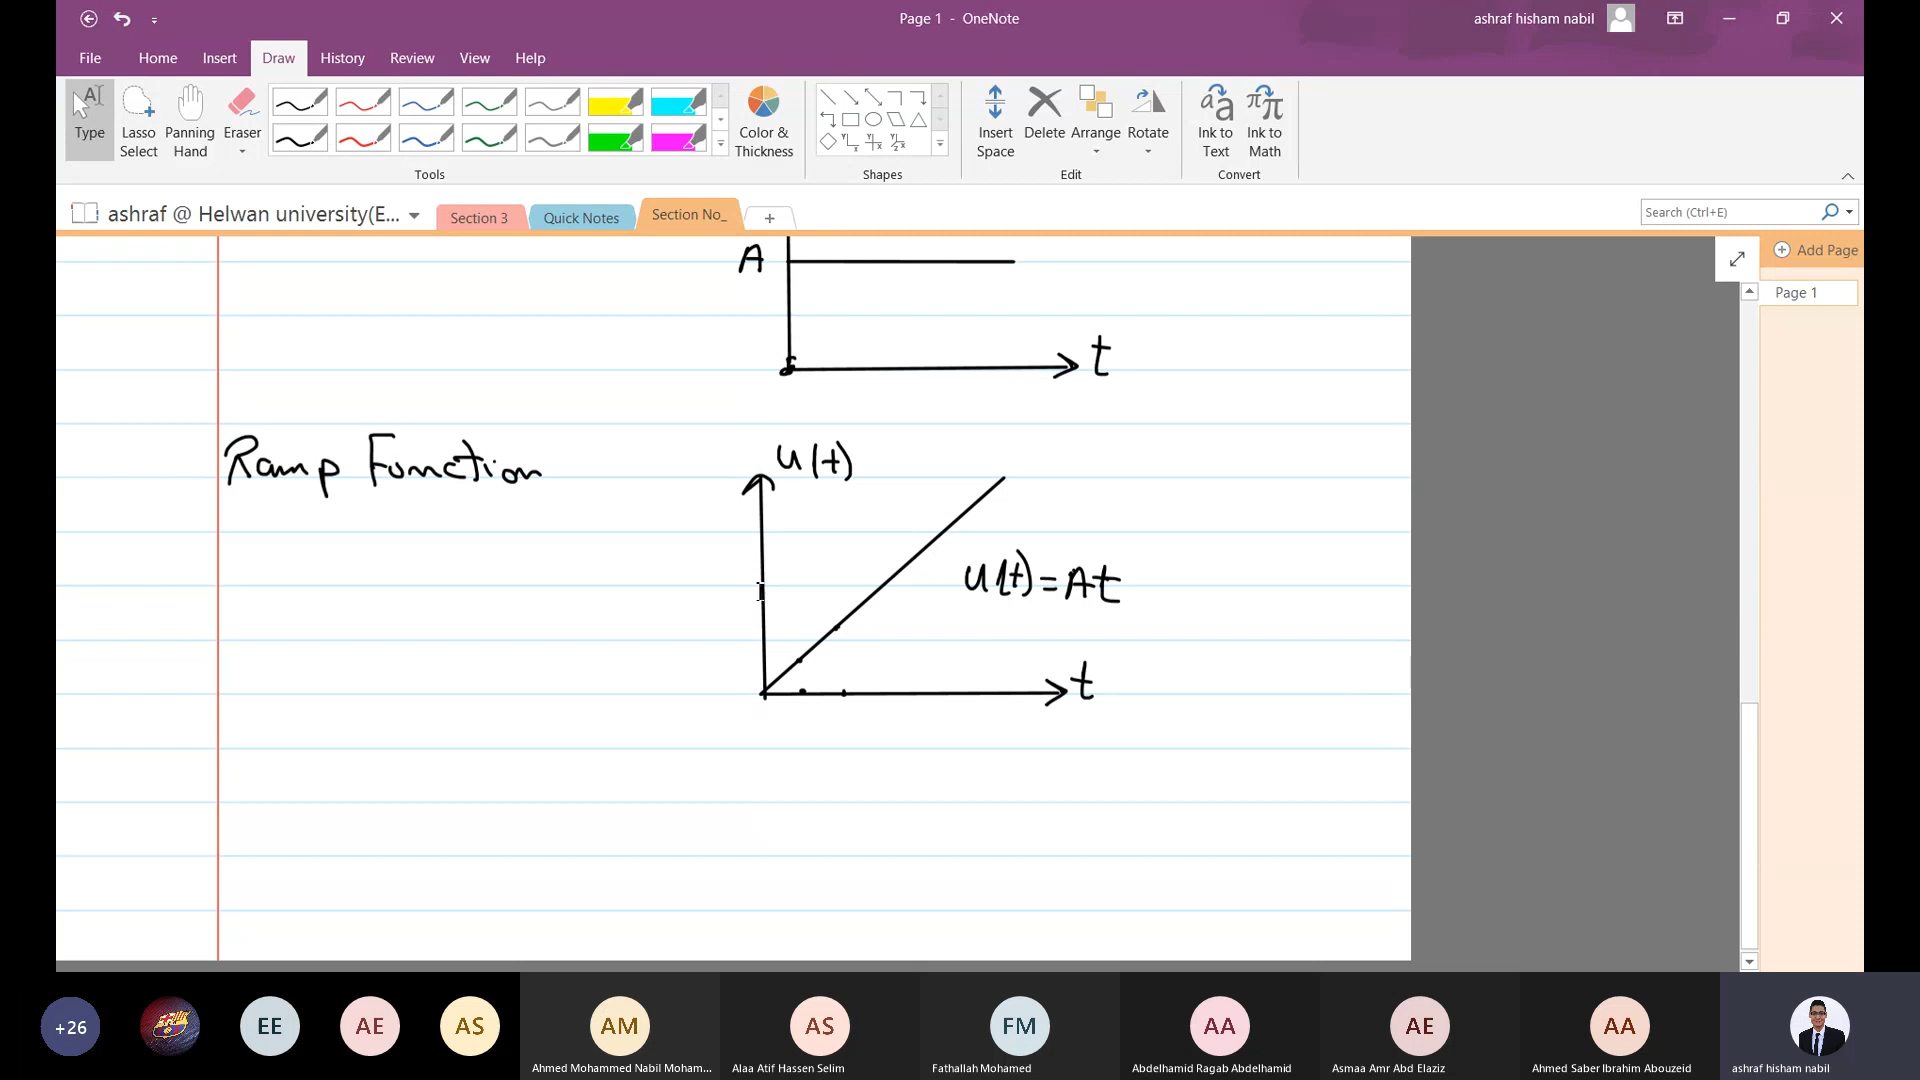 Page 1 - OneNote
ashraf hisham nabil
File Home Insert Draw History Review View Help
Type
Lasso Select
Panning Hand
Eraser
Color & Thickness
Insert Space
Delete
Arrange
Rotate
Ink to Text
Ink to Math
Tools
Shapes
Edit
Convert
ashraf @ Helwan university(E...
Section 3
Quick Notes
Section No_
Search (Ctrl+E)
Add Page
Page 1
A
t
Ramp Function
u(t)
u(t)=At
t
+26
EE
AE
AS
AM
AS
FM
AA
AE
AA
Ahmed Mohammed Nabil Moham...
Alaa Atif Hassen Selim
Fathallah Mohamed
Abdelhamid Ragab Abdelhamid
Asmaa Amr Abd Elaziz
Ahmed Saber Ibrahim Abouzeid
ashraf hisham nabil